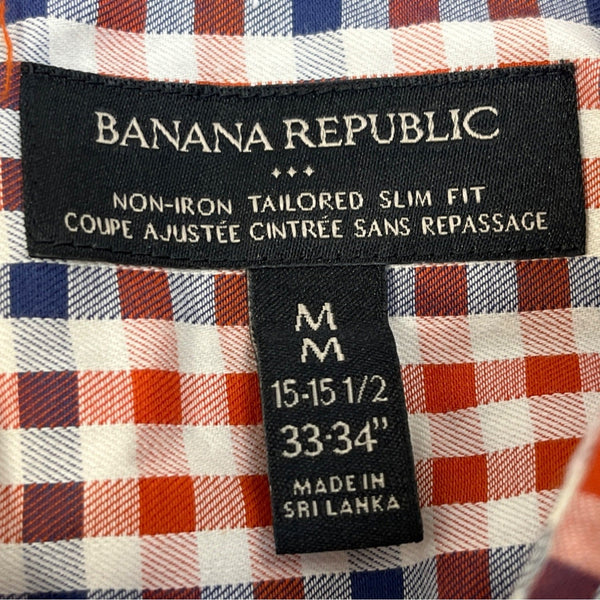 BANANA REPUBLIC
NON-IRON TAILORED SLIM FIT
COUPE AJUSTÉE CINTRÉE SANS REPASSAGE
M
M
15-15 1/2
33-34"
MADE IN
SRI LANKA